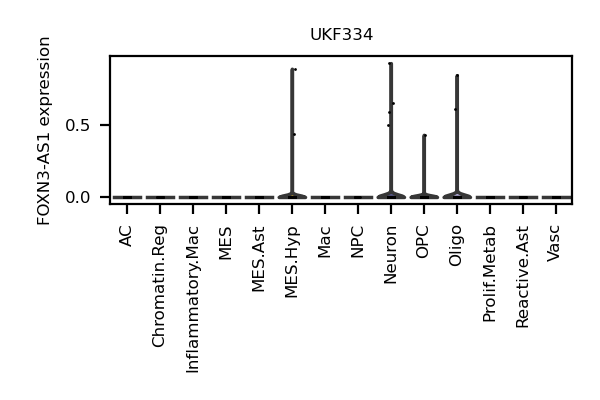 UKF334
FOXN3-AS1 expression
0.5
0.0
AC
Chromatin.Reg
Inflammatory.Mac
MES
MES.Ast
MES.Hyp
Mac
NPC
Neuron
OPC
Oligo
Prolif.Metab
Reactive.Ast
Vasc